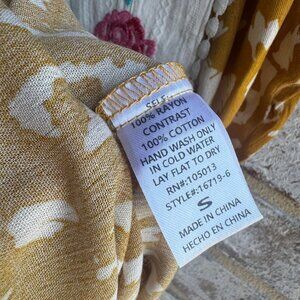 SELF:
100% RAYON
CONTRAST
100% COTTON
HAND WASH ONLY
IN COLD WATER
LAY FLAT TO DRY
RN#:105013
STYLE#:16719-6
S
MADE IN CHINA
HECHO EN CHINA